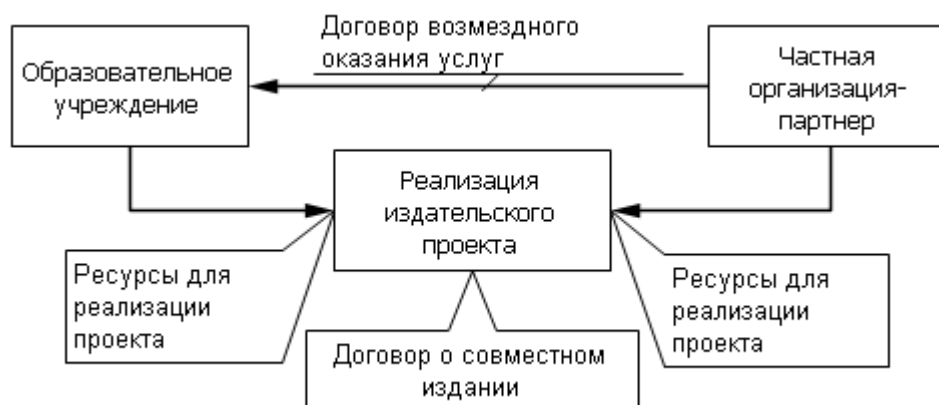 Договор возмездного
оказания услуг
Образовательное
учреждение
Частная
организация-
партнер
Реализация
издательского
проекта
Ресурсы для
реализации
проекта
Ресурсы для
реализации
проекта
Договор о совместном
издании